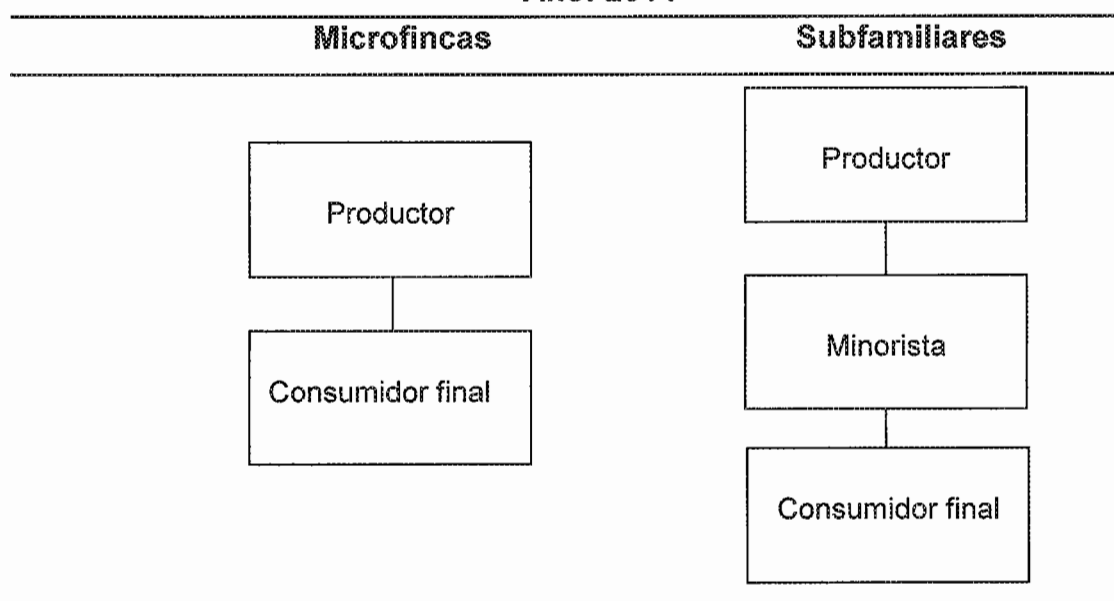 Microfincas Subfamiliares
Productor
Consumidor final
Productor
Minorista
Consumidor final